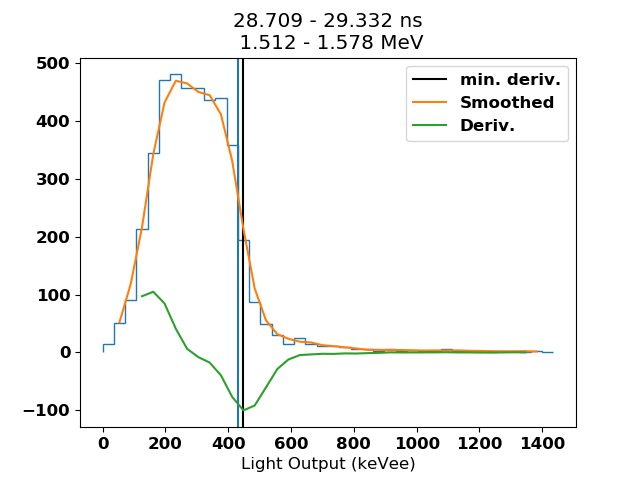 28.709 - 29.332 ns
1.512 - 1.578 MeV
500
400
300
200
100
0
−100
min. deriv.
Smoothed
Deriv.
0 200 400 600 800 1000 1200 1400
Light Output (keVee)